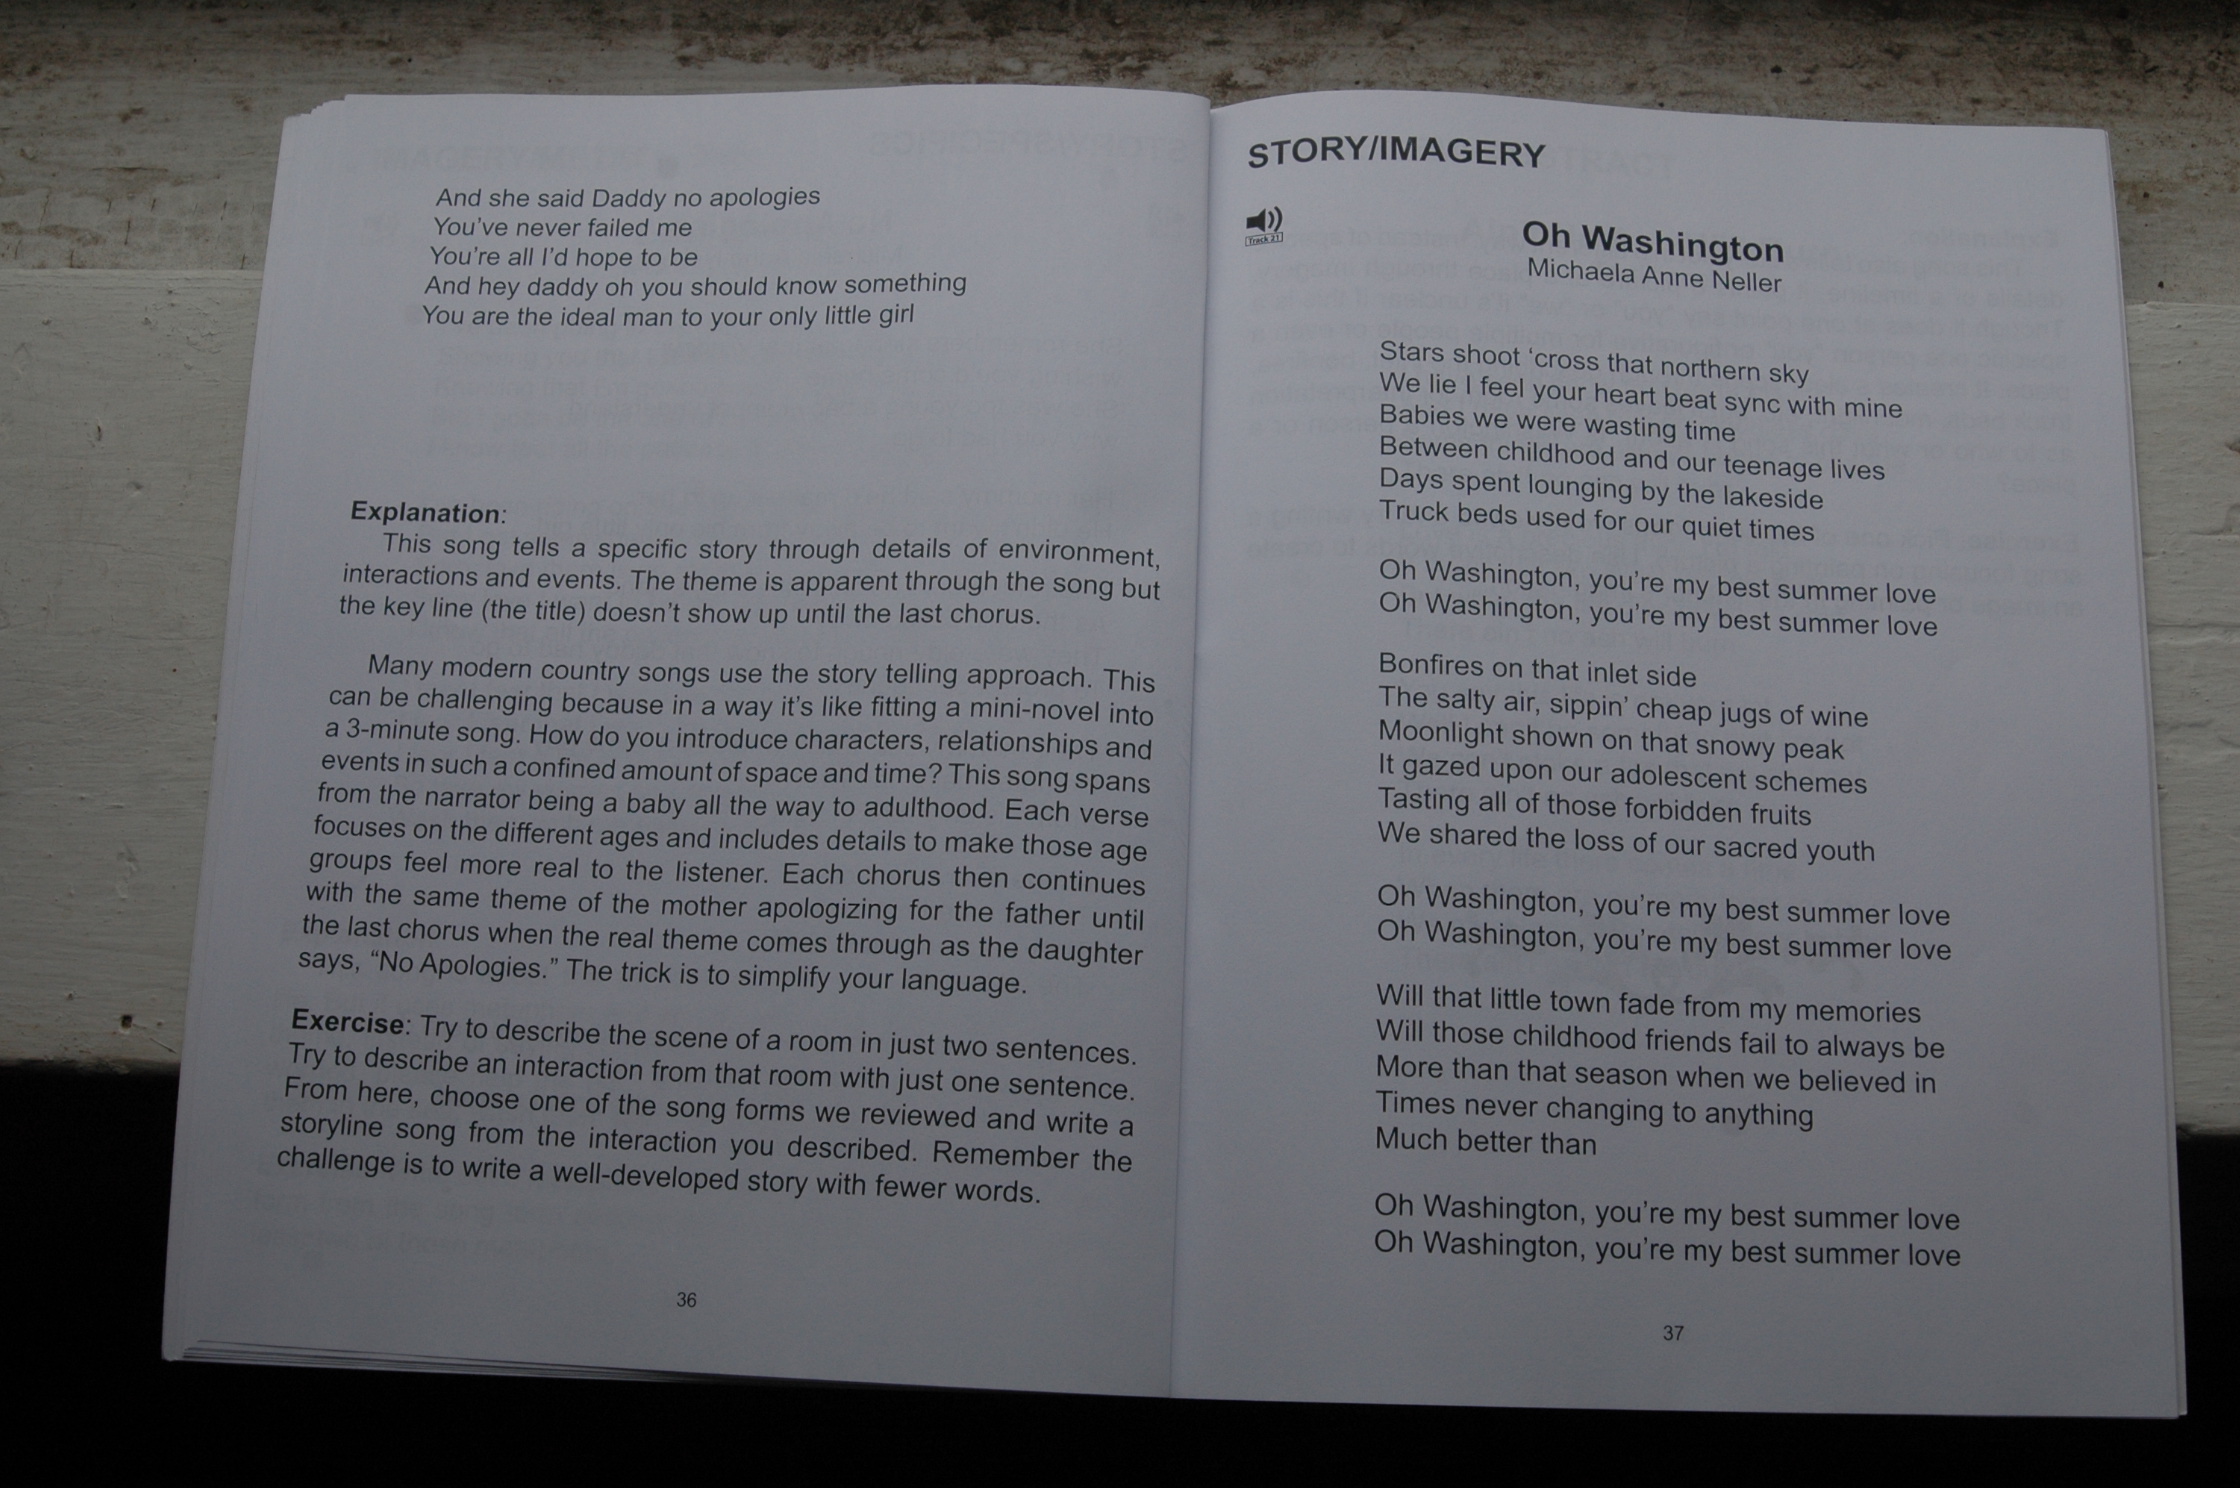 And she said Daddy no apologies
You've never failed me
You're all I'd hope to be
And hey daddy oh you should know something
You are the ideal man to your only little girl
Explanation:
This song tells a specific story through details of environment,
interactions and events. The theme is apparent through the song but
the key line (the title) doesn't show up until the last chorus.
Many modern country songs use the story telling approach. This
can be challenging because in a way it's like fitting a mini-novel into
a 3-minute song. How do you introduce characters, relationships and
events in such a confined amount of space and time? This song spans
from the narrator being a baby all the way to adulthood. Each verse
focuses on the different ages and includes details to make those age
groups feel more real to the listener. Each chorus then continues
with the same theme of the mother apologizing for the father until
the last chorus when the real theme comes through as the daughter
says, “No Apologies.” The trick is to simplify your language.
Exercise: Try to describe the scene of a room in just two sentences.
Try to describe an interaction from that room with just one sentence.
From here, choose one of the song forms we reviewed and write a
storyline song from the interaction you described. Remember the
challenge is to write a well-developed story with fewer words.
36
STORY/IMAGERY
Track 21
Oh Washington
Michaela Anne Neller
Stars shoot ‘cross that northern sky
We lie I feel your heart beat sync with mine
Babies we were wasting time
Between childhood and our teenage lives
Days spent lounging by the lakeside
Truck beds used for our quiet times
Oh Washington, you're my best summer love
Oh Washington, you're my best summer love
Bonfires on that inlet side
The salty air, sippin' cheap jugs of wine
Moonlight shown on that snowy peak
It gazed upon our adolescent schemes
Tasting all of those forbidden fruits
We shared the loss of our sacred youth
Oh Washington, you're my best summer love
Oh Washington, you're my best summer love
Will that little town fade from my memories
Will those childhood friends fail to always be
More than that season when we believed in
Times never changing to anything
Much better than
Oh Washington, you're my best summer love
Oh Washington, you're my best summer love
37